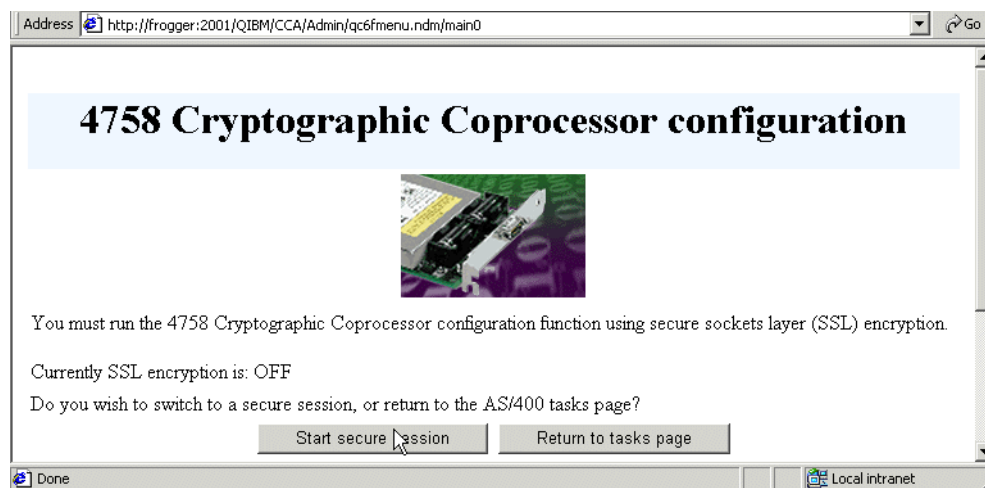 Address http://frogger:2001/QIBM/CCA/Admin/qc6fmenu.ndm/main0 Go
4758 Cryptographic Coprocessor configuration
You must run the 4758 Cryptographic Coprocessor configuration function using secure sockets layer (SSL) encryption.
Currently SSL encryption is: OFF
Do you wish to switch to a secure session, or return to the AS/400 tasks page?
Start secure session Return to tasks page
Done Local intranet